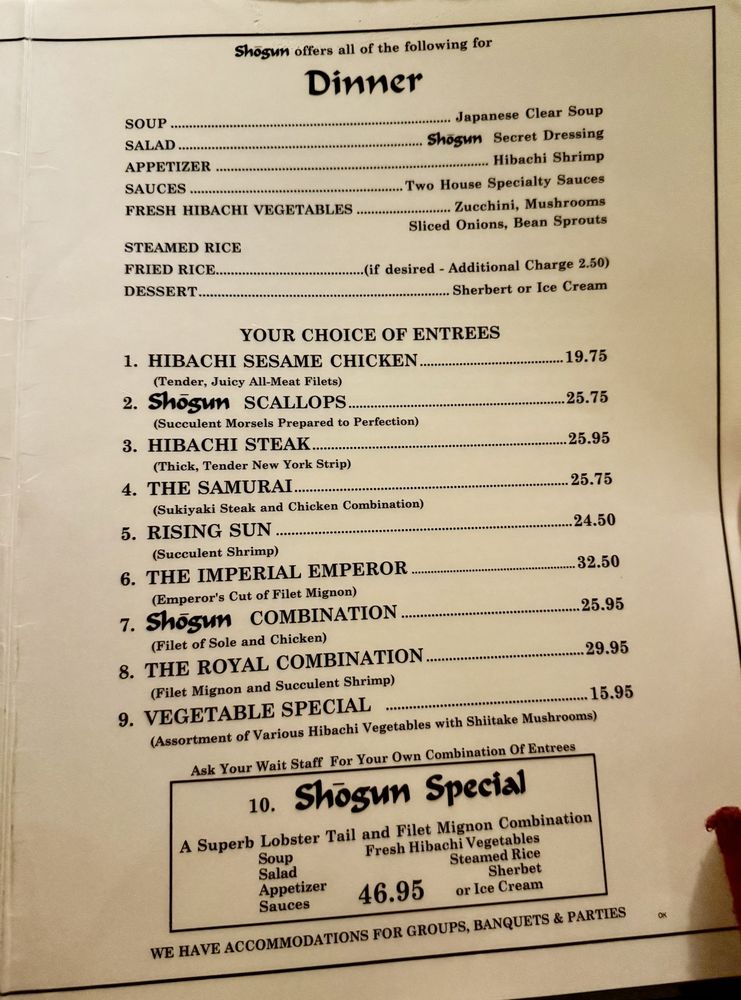 Shōgun offers all of the following for
Dinner
SOUP ........ Japanese Clear Soup
SALAD ........ Shōgun Secret Dressing
APPETIZER ........ Hibachi Shrimp
SAUCES ........ Two House Specialty Sauces
FRESH HIBACHI VEGETABLES ........ Zucchini, Mushrooms
Sliced Onions, Bean Sprouts
STEAMED RICE
FRIED RICE........(if desired - Additional Charge 2.50)
DESSERT........ Sherbert or Ice Cream
YOUR CHOICE OF ENTREES
1. HIBACHI SESAME CHICKEN........19.75
(Tender, Juicy All-Meat Filets)
2. Shōgun SCALLOPS........25.75
(Succulent Morsels Prepared to Perfection)
3. HIBACHI STEAK........25.95
(Thick, Tender New York Strip)
4. THE SAMURAI........25.75
(Sukiyaki Steak and Chicken Combination)
5. RISING SUN ........24.50
(Succulent Shrimp)
6. THE IMPERIAL EMPEROR ........32.50
(Emperor's Cut of Filet Mignon)
7. Shōgun COMBINATION ........25.95
(Filet of Sole and Chicken)
8. THE ROYAL COMBINATION........29.95
(Filet Mignon and Succulent Shrimp)
9. VEGETABLE SPECIAL ........15.95
(Assortment of Various Hibachi Vegetables with Shiitake Mushrooms)
Ask Your Wait Staff For Your Own Combination Of Entrees
10. Shōgun Special
A Superb Lobster Tail and Filet Mignon Combination
Soup Fresh Hibachi Vegetables
Salad Steamed Rice
Appetizer 46.95 Sherbet
Sauces or Ice Cream
WE HAVE ACCOMMODATIONS FOR GROUPS, BANQUETS & PARTIES
OK